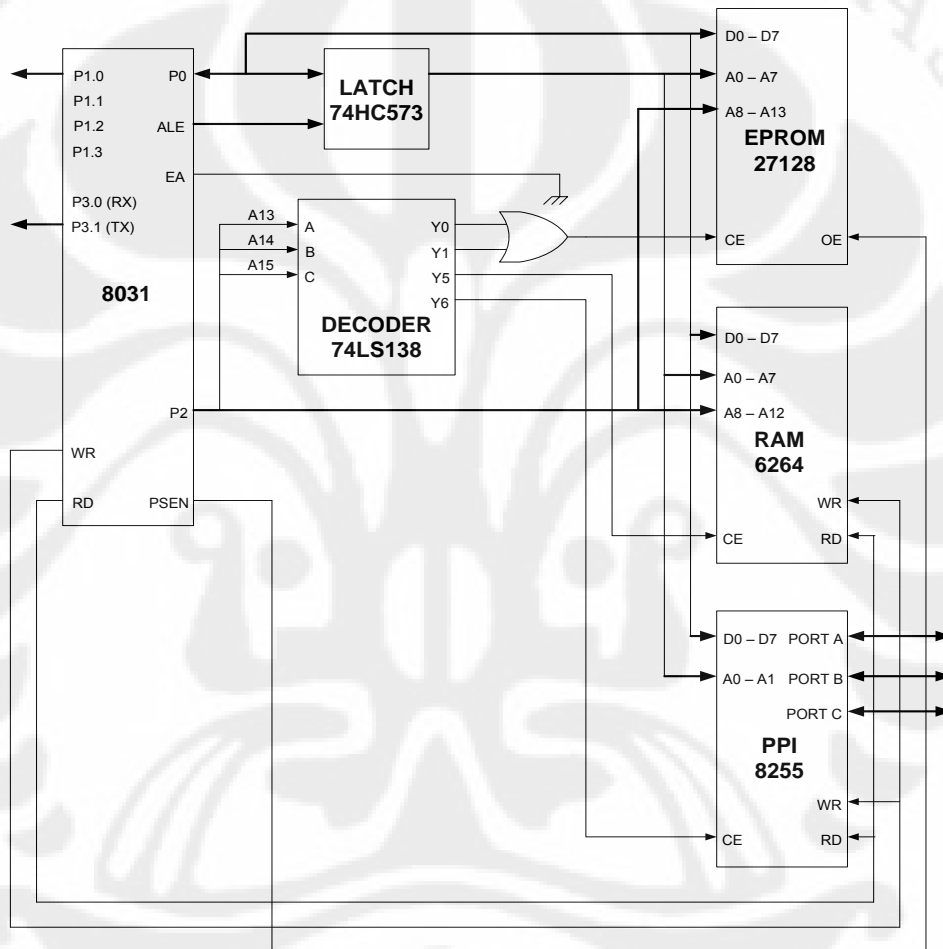 P1.0
P1.1
P1.2
P1.3
P3.0 (RX)
P3.1 (TX)
8031
P0
ALE
EA
P2
WR
RD
PSEN
LATCH
74HC573
A13
A14
A15
A
B
C
Y0
Y1
Y5
Y6
DECODER
74LS138
D0 – D7
A0 – A7
A8 – A13
EPROM
27128
CE
OE
D0 – D7
A0 – A7
A8 – A12
RAM
6264
WR
CE
RD
D0 – D7 PORT A
A0 – A1 PORT B
PORT C
PPI
8255
WR
CE
RD